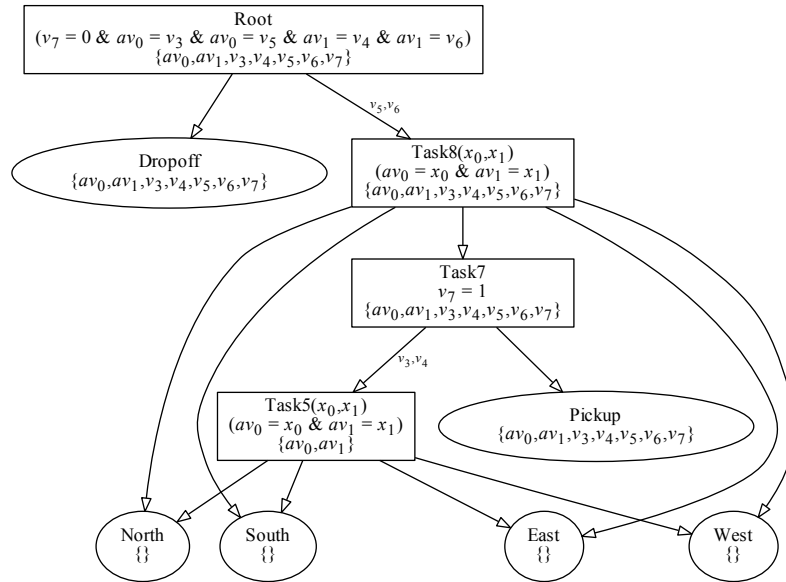 Root
(v₇ = 0 & av₀ = v₃ & av₀ = v₅ & av₁ = v₄ & av₁ = v₆)
{av₀,av₁,v₃,v₄,v₅,v₆,v₇}
v₅,v₆
Dropoff
{av₀,av₁,v₃,v₄,v₅,v₆,v₇}
Task8(x₀,x₁)
(av₀ = x₀ & av₁ = x₁)
{av₀,av₁,v₃,v₄,v₅,v₆,v₇}
Task7
v₇ = 1
{av₀,av₁,v₃,v₄,v₅,v₆,v₇}
v₃,v₄
Task5(x₀,x₁)
(av₀ = x₀ & av₁ = x₁)
{av₀,av₁}
Pickup
{av₀,av₁,v₃,v₄,v₅,v₆,v₇}
North
{}
South
{}
East
{}
West
{}